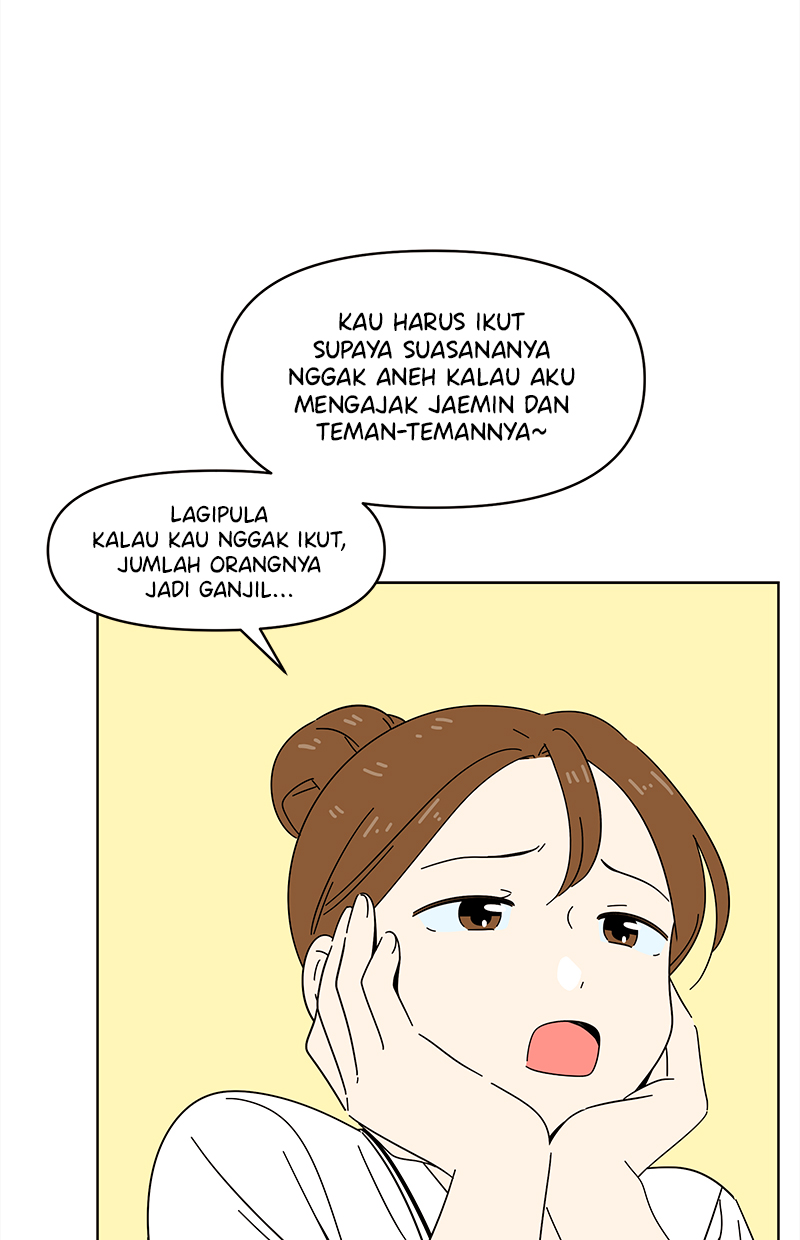 KAU HARUS IKUT
SUPAYA SUASANANYA
NGGAK ANEH KALAU AKU
MENGAJAK JAEMIN DAN
TEMAN-TEMANNYA~
LAGIPULA
KALAU KAU NGGAK IKUT,
JUMLAH ORANGNYA
JADI GANJIL...